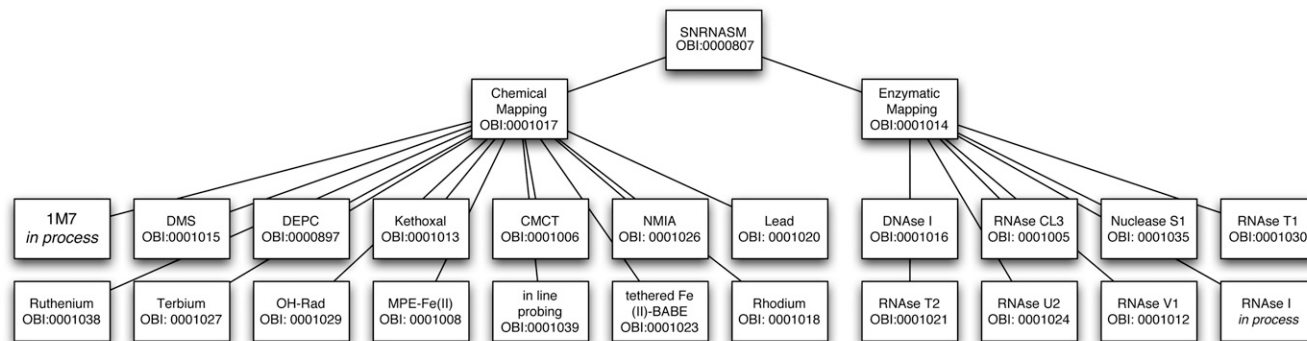 SNRNASM
OBI:0000807
Chemical
Mapping
OBI:0001017
Enzymatic
Mapping
OBI:0001014
1M7
in process
DMS
OBI:0001015
DEPC
OBI:0000897
Kethoxal
OBI:0001013
CMCT
OBI:0001006
NMIA
OBI: 0001026
Lead
OBI: 0001020
DNAse I
OBI:0001016
RNAse CL3
OBI: 0001005
Nuclease S1
OBI: 0001035
RNAse T1
OBI:0001030
Ruthenium
OBI:0001038
Terbium
OBI: 0001027
OH-Rad
OBI: 0001029
MPE-Fe(II)
OBI: 0001008
in line
probing
OBI:0001039
tethered Fe
(II)-BABE
OBI:0001023
Rhodium
OBI: 0001018
RNAse T2
OBI:0001021
RNAse U2
OBI: 0001024
RNAse V1
OBI: 0001012
RNAse I
in process